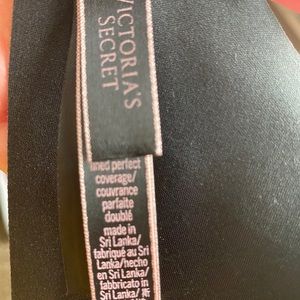 VICTORIA'S
SECRET
lined perfect
coverage/
couvrance
parfaite
doublé
made in
Sri Lanka/
fabriqué au Sri
Lanka/hecho
en Sri Lanka/
fabbricato in
Sri Lanka/